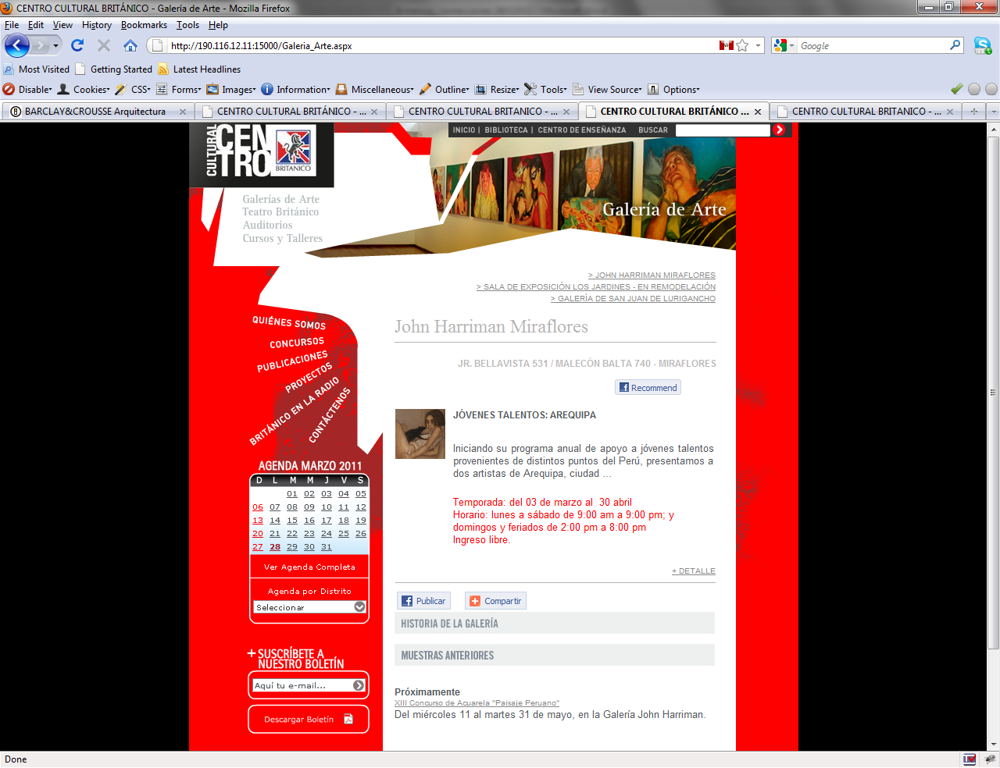 CENTRO CULTURAL BRITÁNICO - Galería de Arte - Mozilla Firefox
File Edit View History Bookmarks Tools Help
http://190.116.12.11:15000/Galeria_Arte.aspx
Google
Most Visited Getting Started Latest Headlines
Disable Cookies CSS Forms Images Information Miscellaneous Outline Resize Tools View Source Options
BARCLAY&CROUSSE Arquitectura CENTRO CULTURAL BRITÁNICO - ... CENTRO CULTURAL BRITANICO - ... CENTRO CULTURAL BRITÁNICO ... CENTRO CULTURAL BRITANICO - ...
CENTRO
CULTURAL
BRITANICO
INICIO | BIBLIOTECA | CENTRO DE ENSEÑANZA BUSCAR
Galerías de Arte
Teatro Británico
Auditorios
Cursos y Talleres
Galería de Arte
> JOHN HARRIMAN MIRAFLORES
> SALA DE EXPOSICIÓN LOS JARDINES - EN REMODELACIÓN
> GALERÍA DE SAN JUAN DE LURIGANCHO
QUIÉNES SOMOS
CONCURSOS
PUBLICACIONES
PROYECTOS
BRITÁNICO EN LA RADIO
CONTÁCTENOS
AGENDA MARZO 2011
D L M M J V S
01 02 03 04 05
06 07 08 09 10 11 12
13 14 15 16 17 18 19
20 21 22 23 24 25 26
27 28 29 30 31
Ver Agenda Completa
Agenda por Distrito
Seleccionar
+ SUSCRÍBETE A
NUESTRO BOLETÍN
Aquí tu e-mail...
Descargar Boletín
John Harriman Miraflores
JR. BELLAVISTA 531 / MALECÓN BALTA 740 - MIRAFLORES
Recommend
JÓVENES TALENTOS: AREQUIPA
Iniciando su programa anual de apoyo a jóvenes talentos
provenientes de distintos puntos del Perú, presentamos a
dos artistas de Arequipa, ciudad ...
Temporada: del 03 de marzo al 30 abril
Horario: lunes a sábado de 9:00 am a 9:00 pm; y
domingos y feriados de 2:00 pm a 8:00 pm
Ingreso libre.
+ DETALLE
Publicar Compartir
HISTORIA DE LA GALERÍA
MUESTRAS ANTERIORES
Próximamente
XIII Concurso de Acuarela "Paisaje Peruano"
Del miércoles 11 al martes 31 de mayo, en la Galería John Harriman.
Done